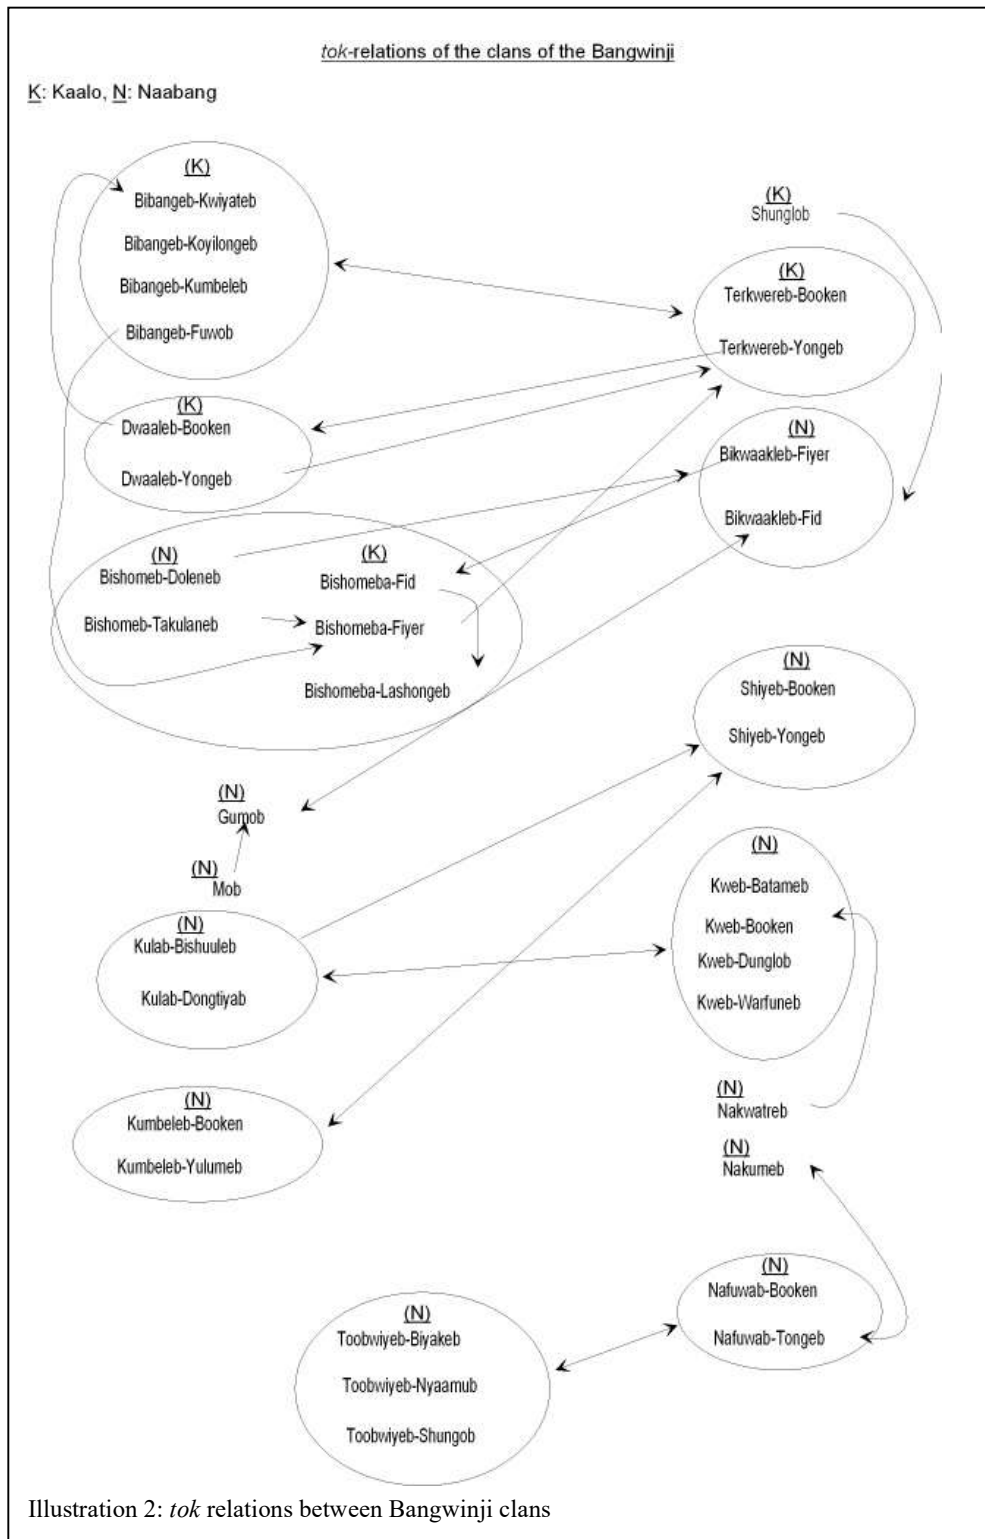 tok-relations of the clans of the Bangwinji
K: Kaalo, N: Naabang
(K)
Bibangeb-Kwiyateb
Bibangeb-Koyilongeb
Bibangeb-Kumbeleb
Bibangeb-Fuwob
(K)
Shunglob
(K)
Terkwereb-Booken
Terkwereb-Yongeb
(K)
Dwaaleb-Booken
Dwaaleb-Yongeb
(N)
Bikwaakleb-Fiyer
Bikwaakleb-Fid
(N)
Bishomeb-Doleneb
Bishomeb-Takulaneb
(K)
Bishomeba-Fid
Bishomeba-Fiyer
Bishomeba-Lashongeb
(N)
Shiyeb-Booken
Shiyeb-Yongeb
(N)
Gumob
(N)
Mob
(N)
Kulab-Bishuuleb
Kulab-Dongtiyab
(N)
Kweb-Batameb
Kweb-Booken
Kweb-Dunglob
Kweb-Warfuneb
(N)
Kumbeleb-Booken
Kumbeleb-Yulumeb
(N)
Nakwatreb
(N)
Nakumeb
(N)
Nafuwab-Booken
Nafuwab-Tongeb
(N)
Toobwiyeb-Biyakeb
Toobwiyeb-Nyaamub
Toobwiyeb-Shungob
Illustration 2: tok relations between Bangwinji clans